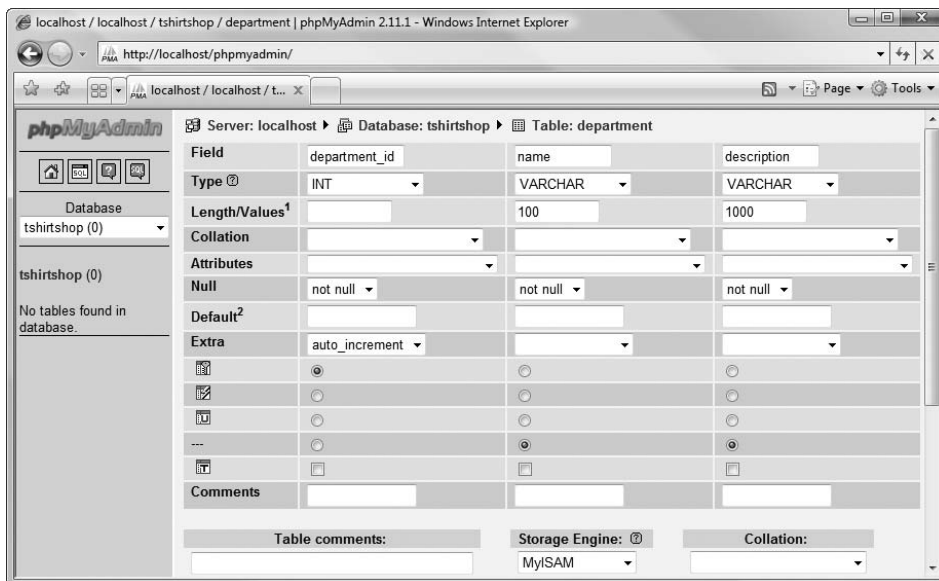 localhost / localhost / tshirtshop / department | phpMyAdmin 2.11.1 - Windows Internet Explorer
http://localhost/phpmyadmin/
localhost / localhost / t... X
Page Tools
phpMyAdmin
Server: localhost Database: tshirtshop Table: department
SQL
Database
tshirtshop (0)
tshirtshop (0)
No tables found in
database.
Field department_id name description
Type INT VARCHAR VARCHAR
Length/Values1 100 1000
Collation
Attributes
Null not null not null not null
Default2
Extra auto_increment
U
---
T
Comments
Table comments: Storage Engine: Collation:
MyISAM